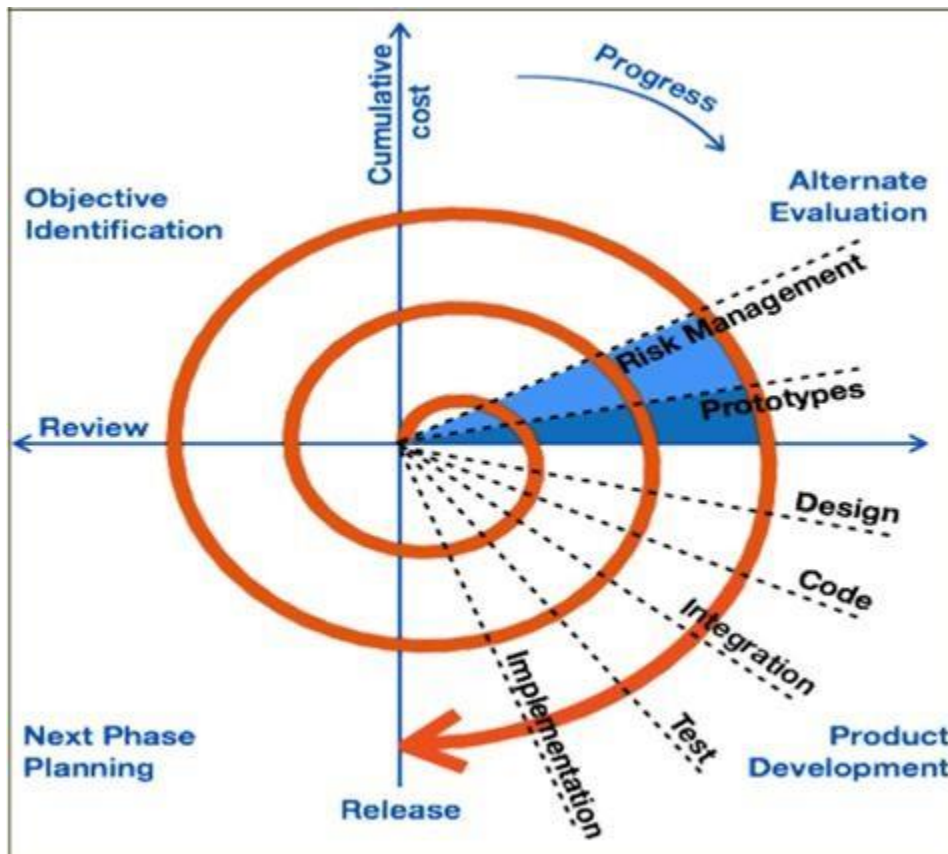 Cumulative
cost
Progress
Objective
Identification
Alternate
Evaluation
Risk Management
Prototypes
Review
Design
Code
Integration
Implementation
Test
Next Phase
Planning
Product
Development
Release